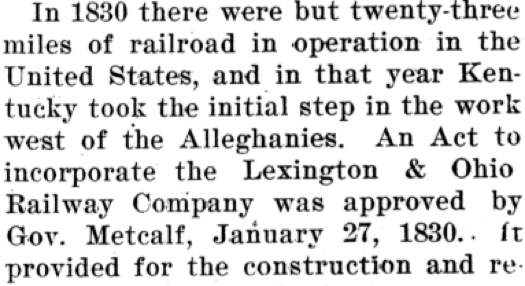 In 1830 there were but twenty-three
miles of railroad in operation in the
United States, and in that year Ken-
tucky took the initial step in the work
west of the Alleghanies. An Act to
incorporate the Lexington & Ohio
Railway Company was approved by
Gov. Metcalf, January 27, 1830.. It
provided for the construction and re-